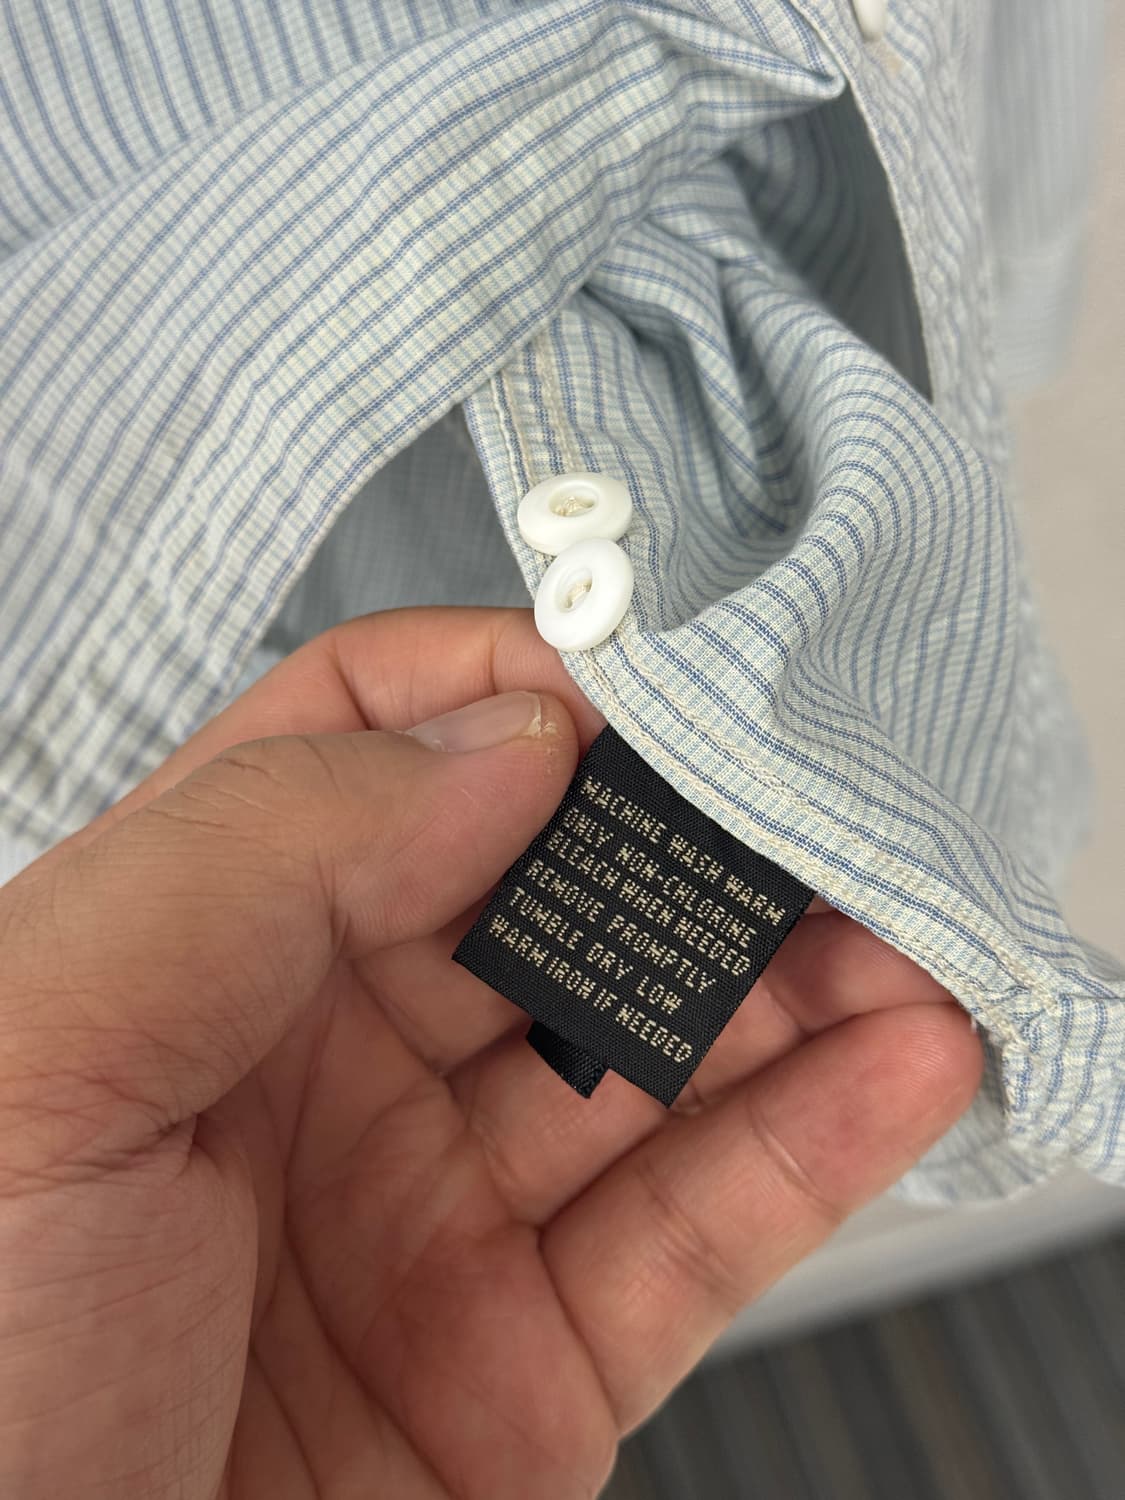 MACHINE WASH WARM
ONLY NON-CHLORINE
BLEACH WHEN NEEDED
REMOVE PROMPTLY
TUMBLE DRY LOW
WARM IRON IF NEEDED